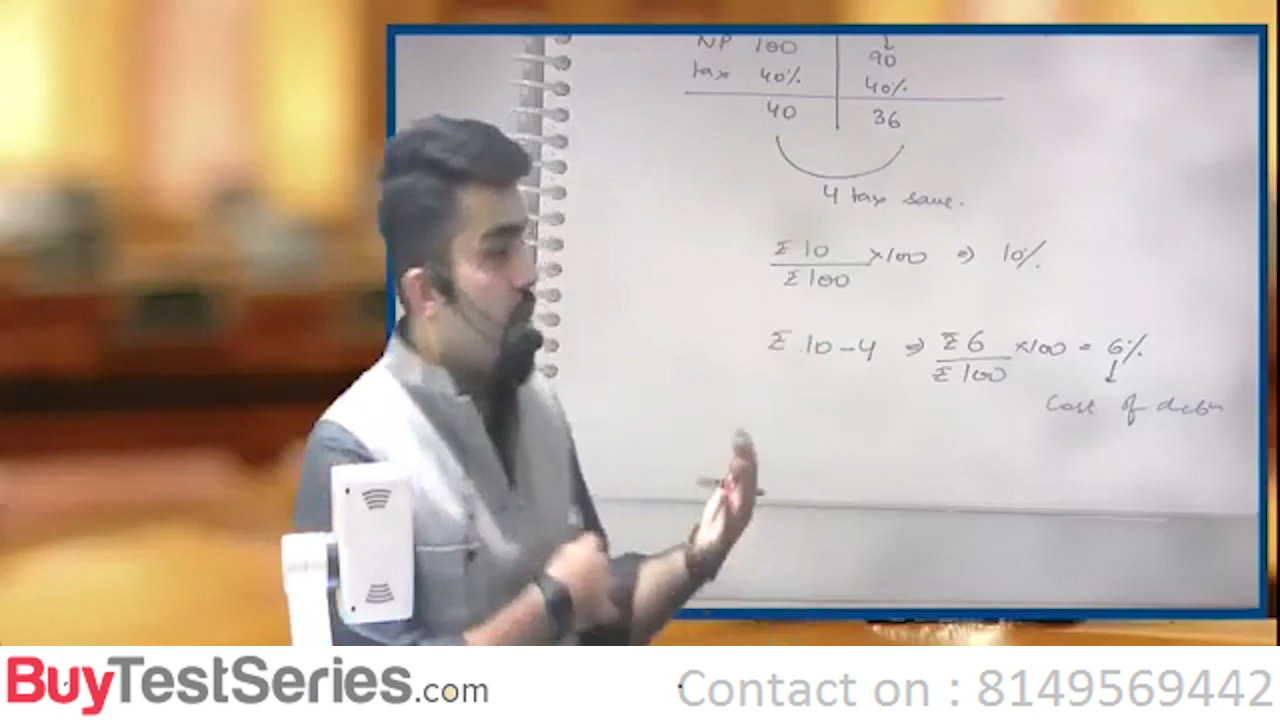 NP 100 90
tax 40% 40%
40 36
4 tax save.
₹ 10 ×100 ⇒ 10%.
₹ 100
₹ 10-4 ⇒ ₹ 6 ×100 = 6%
₹ 100
↓
Cost of debt
BuyTestSeries.com
Contact on : 8149569442